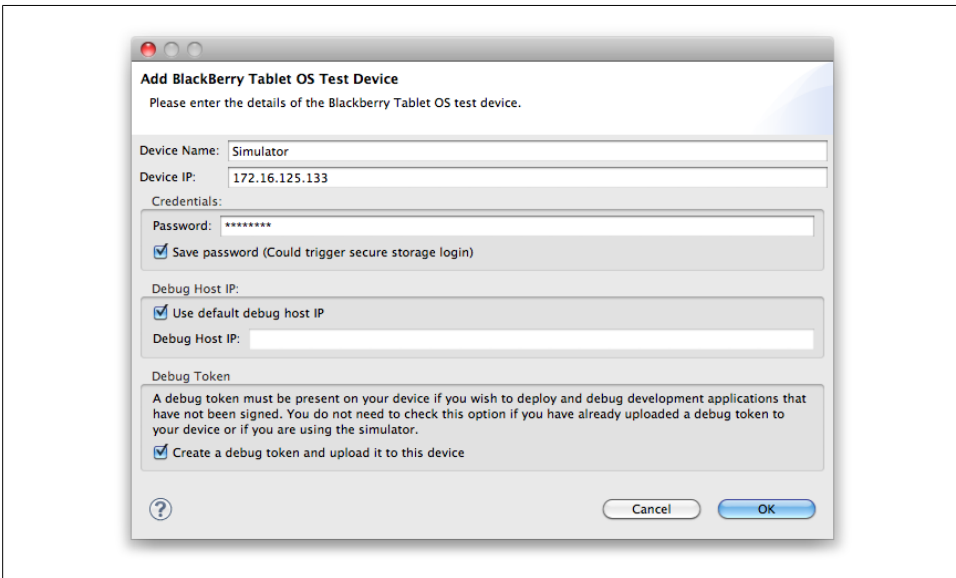 Add BlackBerry Tablet OS Test Device
Please enter the details of the Blackberry Tablet OS test device.
Device Name: Simulator
Device IP: 172.16.125.133
Credentials:
Password: ********
Save password (Could trigger secure storage login)
Debug Host IP:
Use default debug host IP
Debug Host IP:
Debug Token
A debug token must be present on your device if you wish to deploy and debug development applications that
have not been signed. You do not need to check this option if you have already uploaded a debug token to
your device or if you are using the simulator.
Create a debug token and upload it to this device
?
Cancel
OK